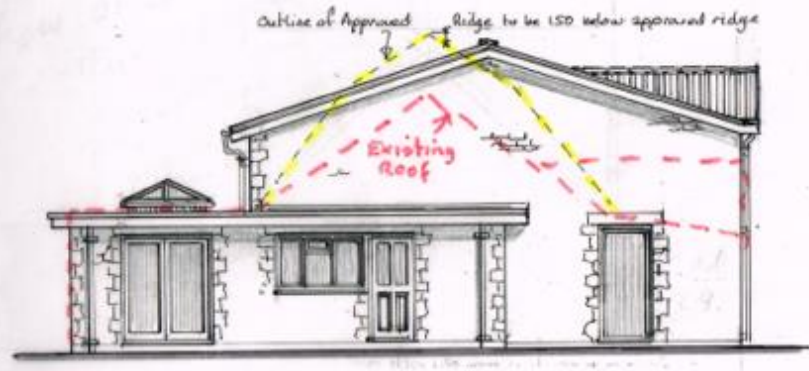 Outline of Approved
Ridge to be 150 below approved ridge
Existing
Roof